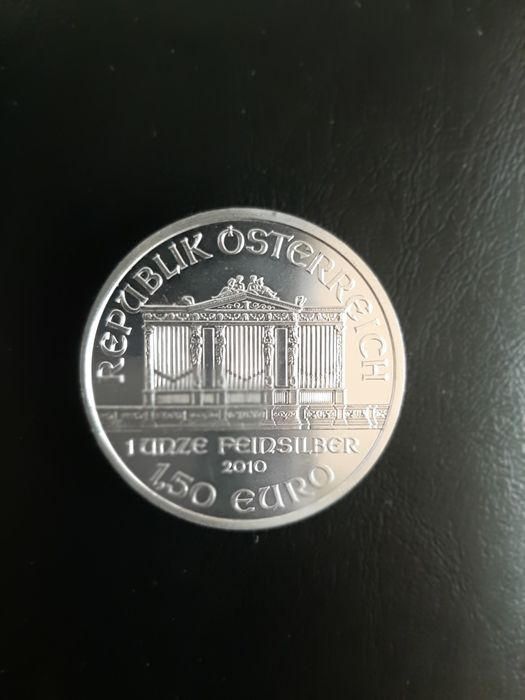 REPUBLIK ÖSTERREICH
1 UNZE FEINSILBER
2010
1,50 EURO